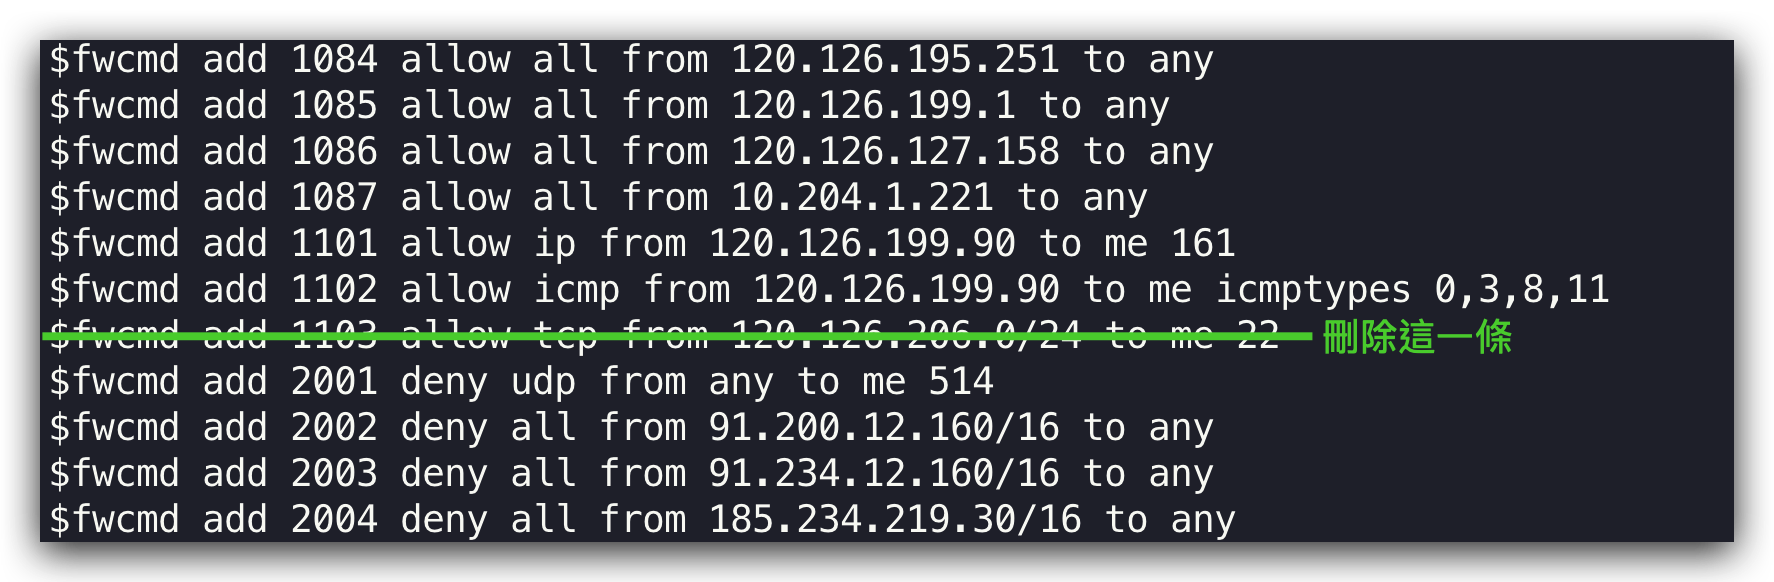 $fwcmd add 1084 allow all from 120.126.195.251 to any
$fwcmd add 1085 allow all from 120.126.199.1 to any
$fwcmd add 1086 allow all from 120.126.127.158 to any
$fwcmd add 1087 allow all from 10.204.1.221 to any
$fwcmd add 1101 allow ip from 120.126.199.90 to me 161
$fwcmd add 1102 allow icmp from 120.126.199.90 to me icmptypes 0,3,8,11
$fwcmd add 1103 allow tcp from 120.126.206.0/24 to me 22 刪除這一條
$fwcmd add 2001 deny udp from any to me 514
$fwcmd add 2002 deny all from 91.200.12.160/16 to any
$fwcmd add 2003 deny all from 91.234.12.160/16 to any
$fwcmd add 2004 deny all from 185.234.219.30/16 to any